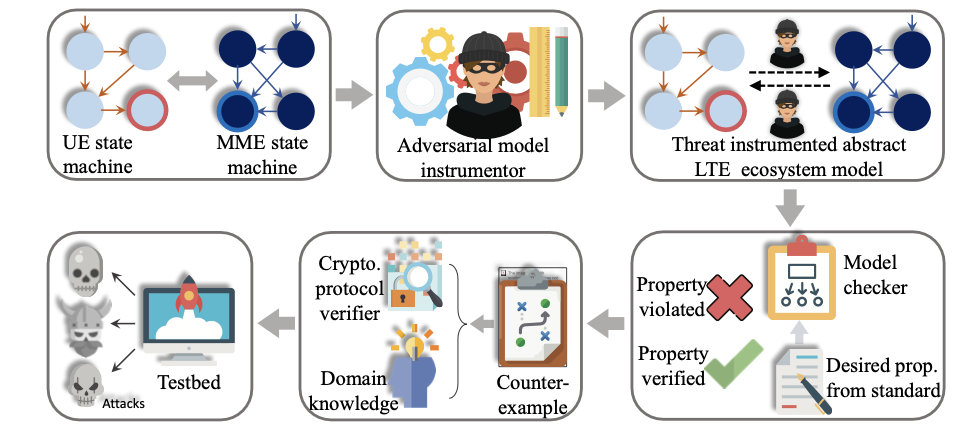 UE state
machine
MME state
machine
Adversarial model
instrumentor
Threat instrumented abstract
LTE ecosystem model
Model
checker
Property
violated
Property
verified
Desired prop.
from standard
Crypto.
protocol
verifier
Domain
knowledge
Counter-
example
Testbed
Attacks